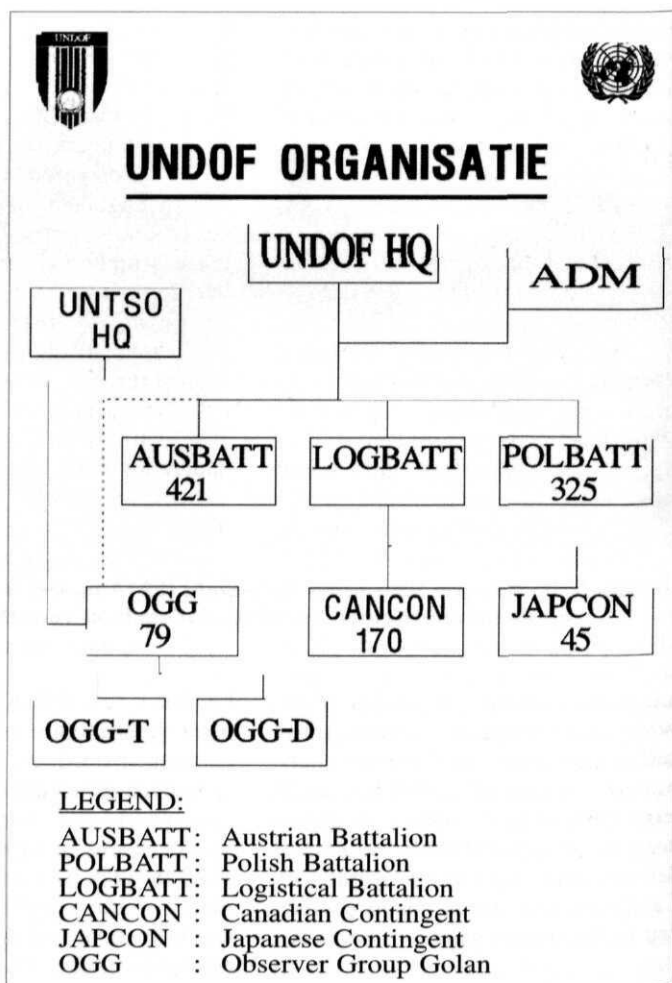 UNDOF
UNDOF ORGANISATIE
UNDOF HQ
ADM
UNTSO
HQ
AUSBATT
421
LOGBATT
POLBATT
325
OGG
79
CANCON
170
JAPCON
45
OGG-T
OGG-D
LEGEND:
AUSBATT: Austrian Battalion
POLBATT : Polish Battalion
LOGBATT: Logistical Battalion
CANCON : Canadian Contingent
JAPCON : Japanese Contingent
OGG : Observer Group Golan